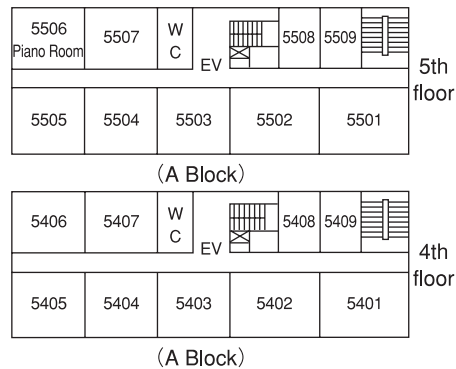 5506
Piano Room
5507
W
C
EV
5508
5509
5th
floor
5505
5504
5503
5502
5501
(A Block)
5406
5407
W
C
EV
5408
5409
4th
floor
5405
5404
5403
5402
5401
(A Block)